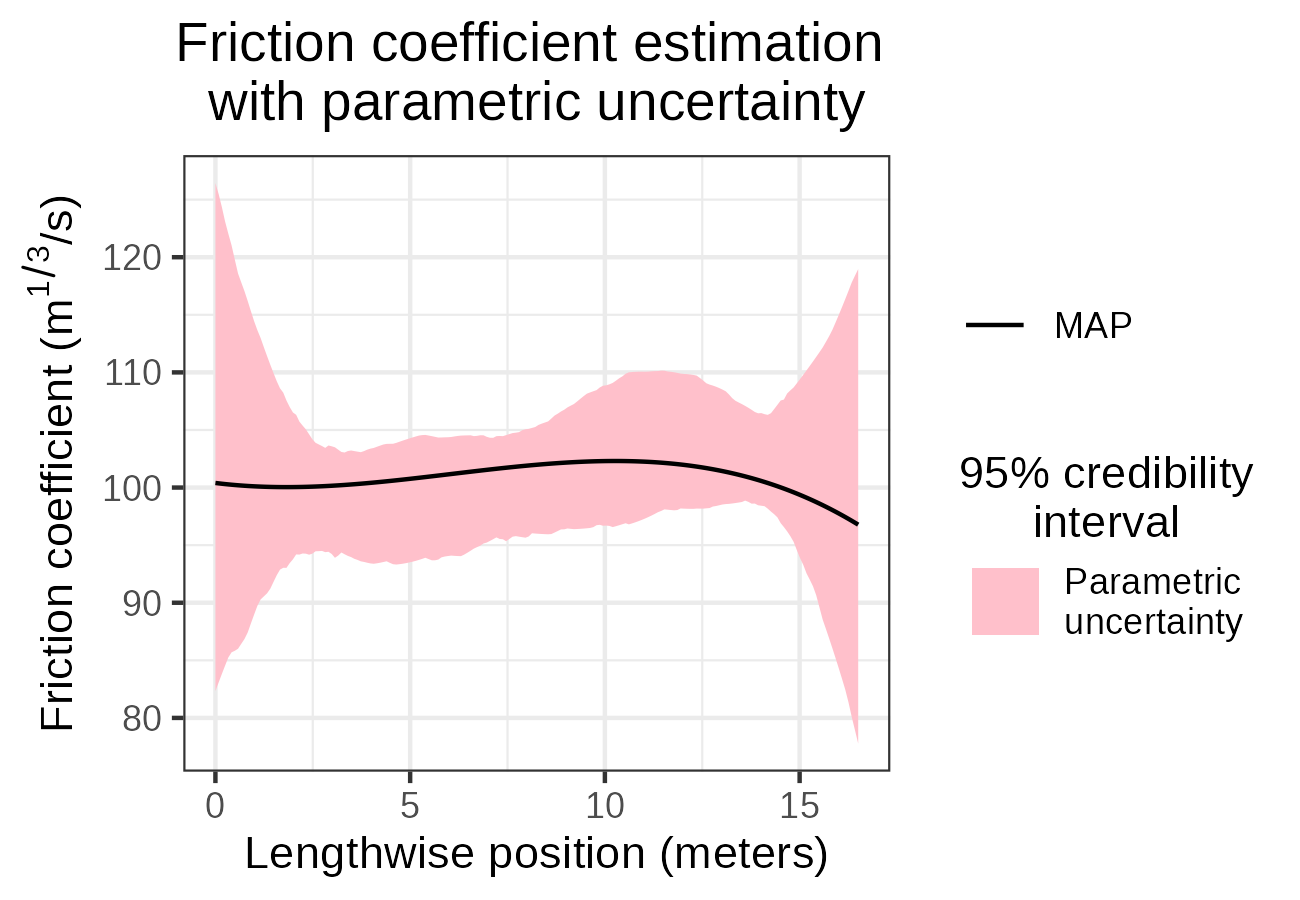 Friction coefficient estimation
with parametric uncertainty
Friction coefficient (m^1/3/s)
120
110
100
90
80
0 5 10 15
Lengthwise position (meters)
MAP
95% credibility
interval
Parametric
uncertainty